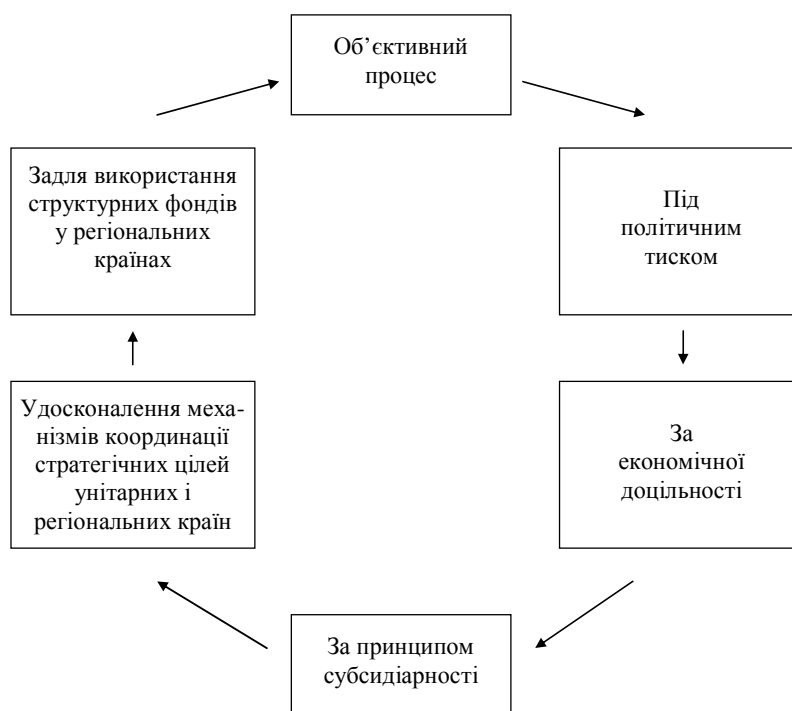 Об’єктивний
процес
Задля використання
структурних фондів
у регіональних
країнах
Під
політичним
тиском
Удосконалення меха-
нізмів координації
стратегічних цілей
унітарних і
регіональних країн
За
економічної
доцільності
За принципом
субсидіарності